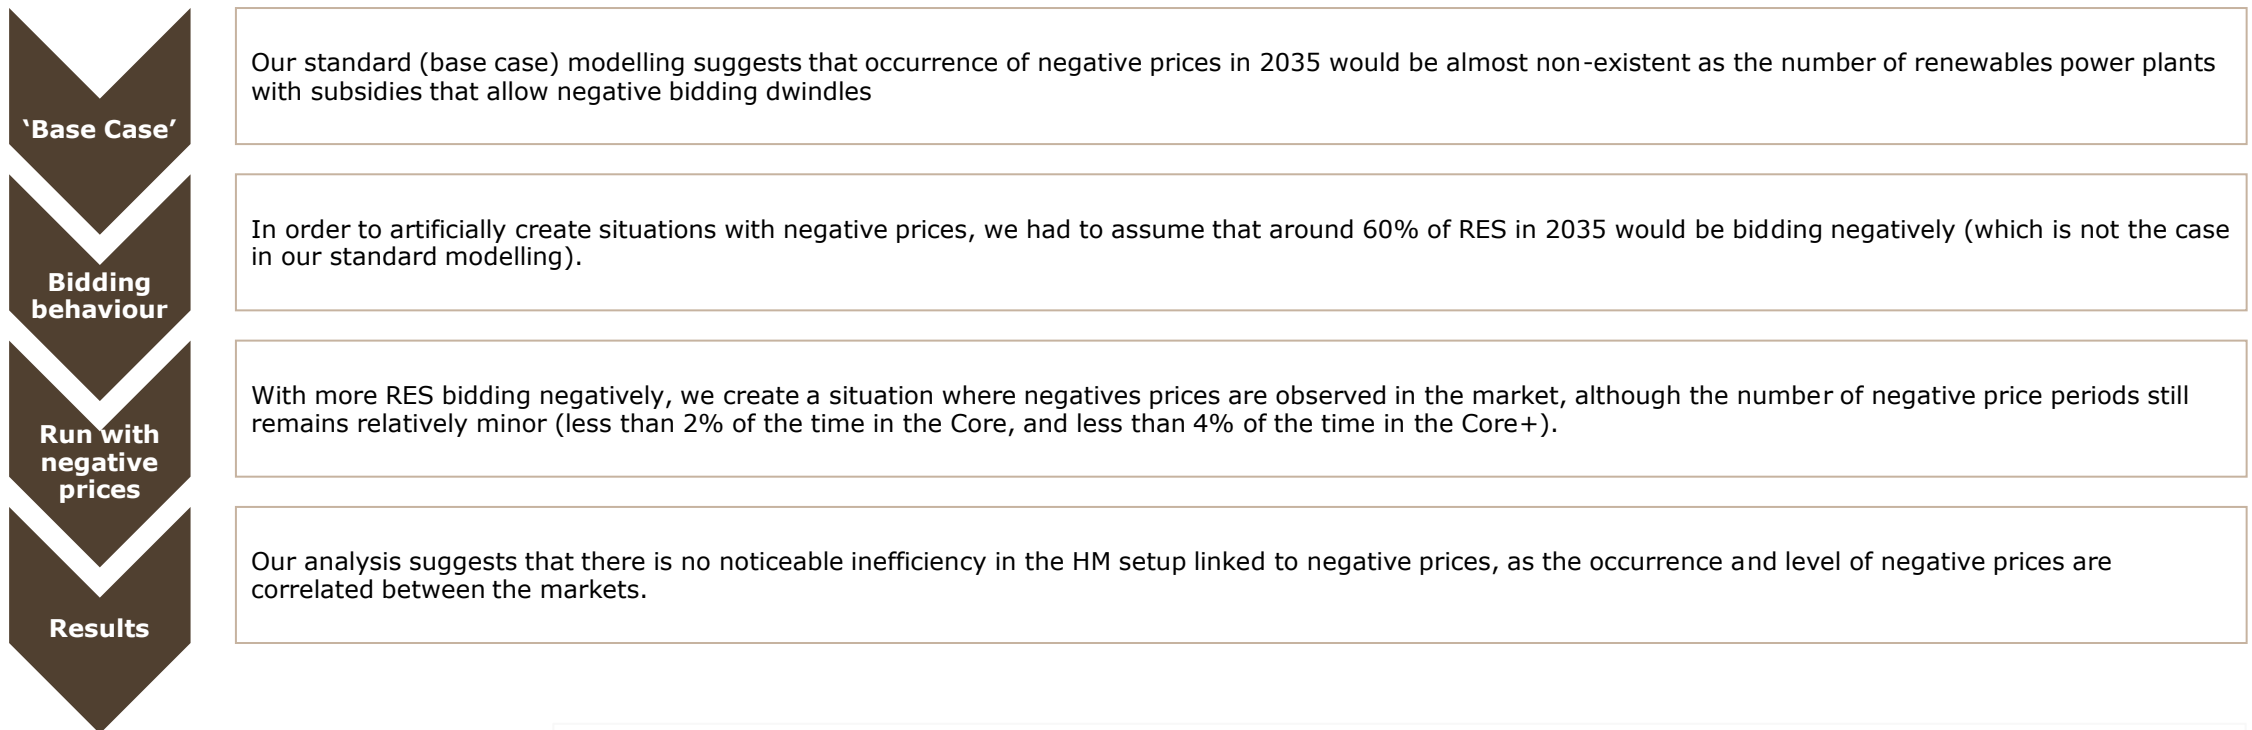 ‘Base Case’
Our standard (base case) modelling suggests that occurrence of negative prices in 2035 would be almost non-existent as the number of renewables power plants
with subsidies that allow negative bidding dwindles
Bidding
behaviour
In order to artificially create situations with negative prices, we had to assume that around 60% of RES in 2035 would be bidding negatively (which is not the case
in our standard modelling).
Run with
negative
prices
With more RES bidding negatively, we create a situation where negatives prices are observed in the market, although the number of negative price periods still
remains relatively minor (less than 2% of the time in the Core, and less than 4% of the time in the Core+).
Results
Our analysis suggests that there is no noticeable inefficiency in the HM setup linked to negative prices, as the occurrence and level of negative prices are
correlated between the markets.